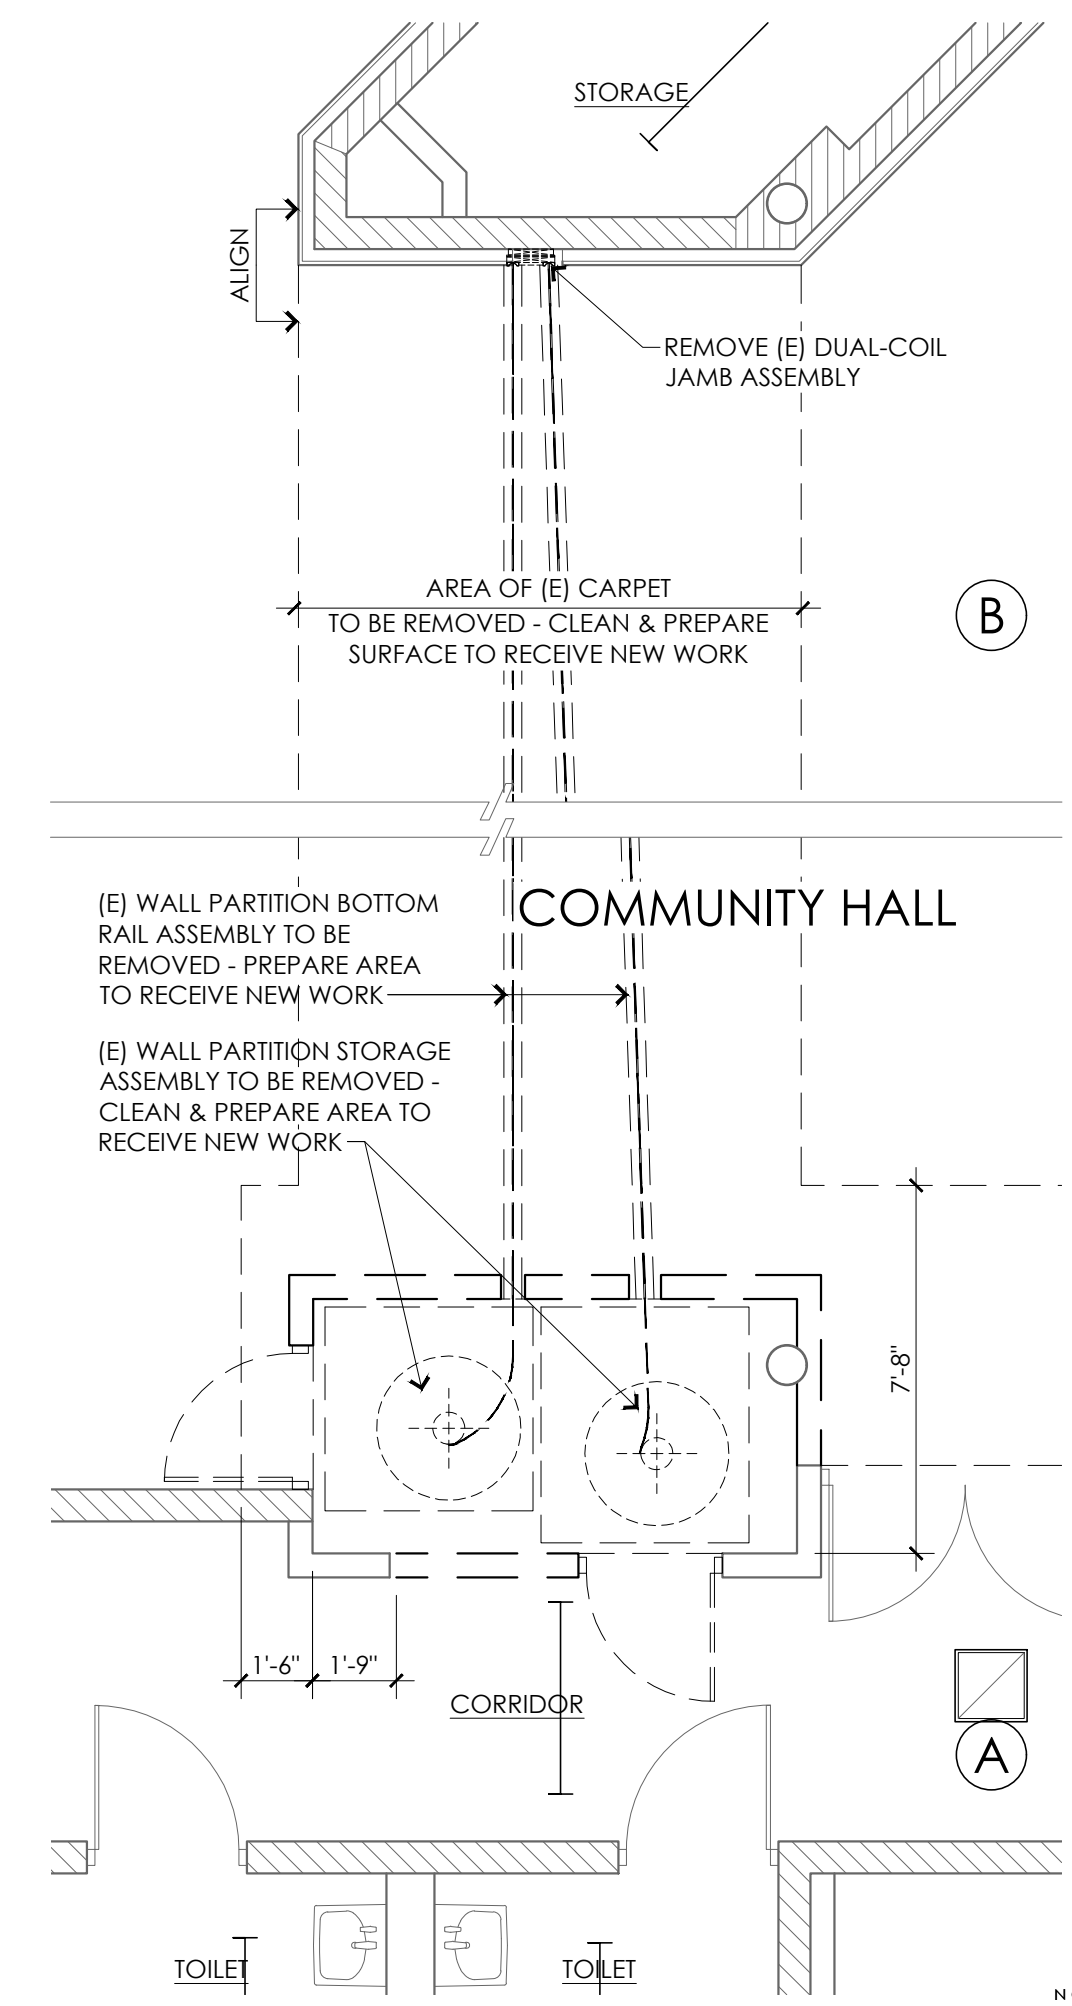 STORAGE
ALIGN
REMOVE (E) DUAL-COIL
JAMB ASSEMBLY
AREA OF (E) CARPET
TO BE REMOVED - CLEAN & PREPARE
SURFACE TO RECEIVE NEW WORK
B
COMMUNITY HALL
(E) WALL PARTITION BOTTOM
RAIL ASSEMBLY TO BE
REMOVED - PREPARE AREA
TO RECEIVE NEW WORK
(E) WALL PARTITION STORAGE
ASSEMBLY TO BE REMOVED -
CLEAN & PREPARE AREA TO
RECEIVE NEW WORK
7'-8"
1'-6" 1'-9"
CORRIDOR
A
TOILET TOILET